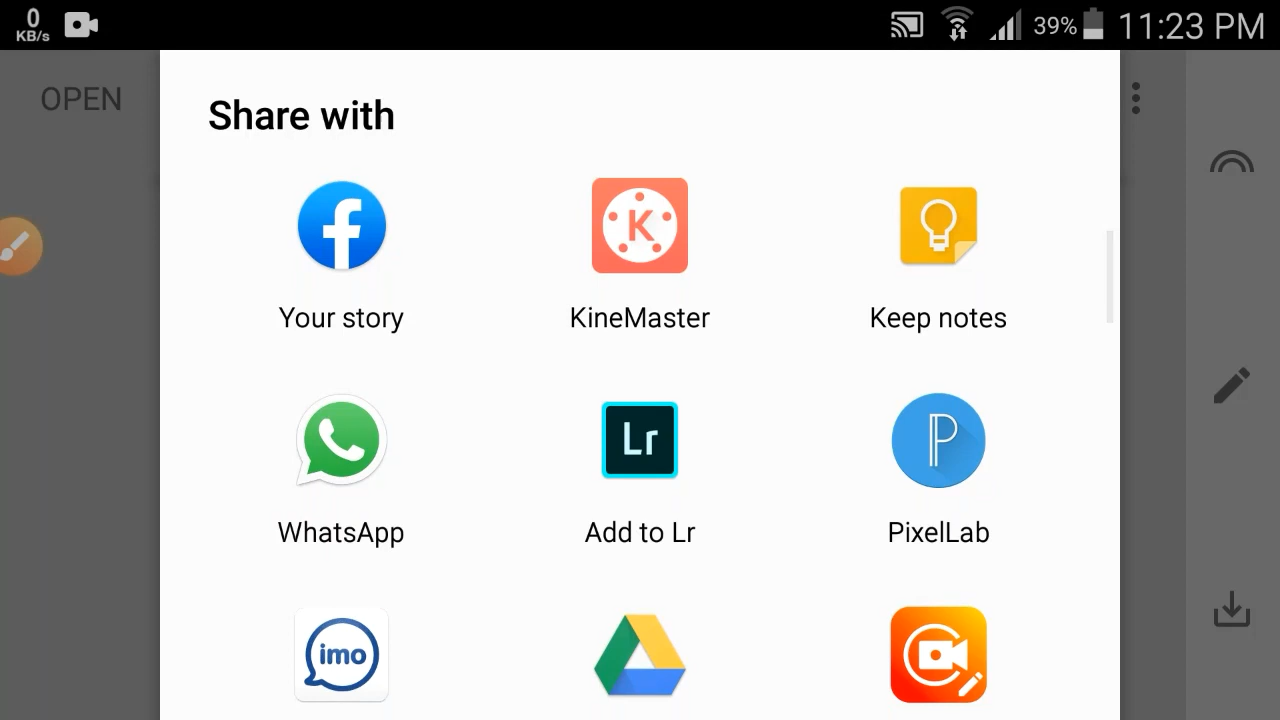 0
KB/s
39%
11:23 PM
OPEN
Share with
K
Your story
KineMaster
Keep notes
Lr
P
WhatsApp
Add to Lr
PixelLab
imo